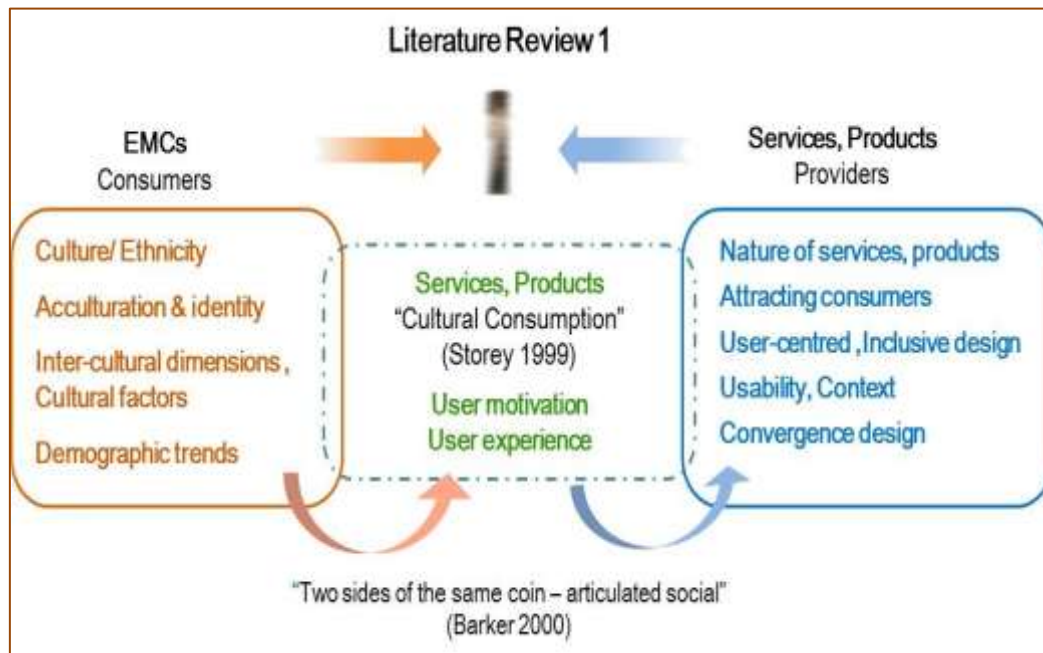 Literature Review 1
EMCs
Consumers
Services, Products
Providers
Culture/ Ethnicity
Acculturation & identity
Inter-cultural dimensions ,
Cultural factors
Demographic trends
Services, Products
“Cultural Consumption”
(Storey 1999)
User motivation
User experience
Nature of services, products
Attracting consumers
User-centred ,Inclusive design
Usability, Context
Convergence design
“Two sides of the same coin – articulated social”
(Barker 2000)